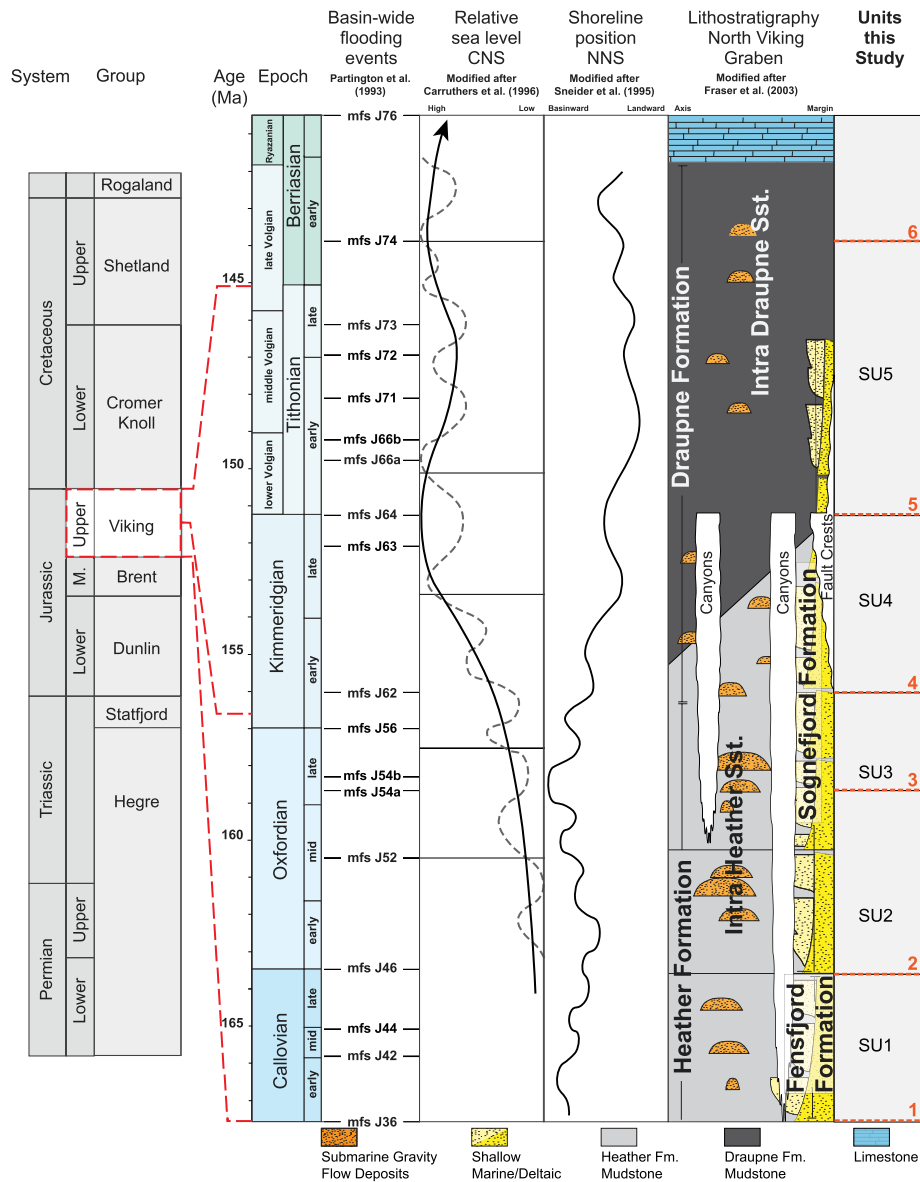 Basin-wide
flooding
events
Partington et al.
(1993)
Relative
sea level
CNS
Modified after
Carruthers et al. (1996)
High
Low
Shoreline
position
NNS
Modified after
Sneider et al. (1995)
Basinward
Landward
Lithostratigraphy
North Viking
Graben
Modified after
Fraser et al. (2003)
Axis
Margin
Units
this
Study
System
Group
Age
(Ma)
Epoch
Cretaceous
Jurassic
Triassic
Permian
Upper
Lower
Upper
M.
Lower
Upper
Lower
Rogaland
Shetland
Cromer
Knoll
Viking
Brent
Dunlin
Statfjord
Hegre
145
150
155
160
165
Ryazanian
late Volgian
middle Volgian
lower Volgian
Berriasian
Tithonian
Kimmeridgian
Oxfordian
Callovian
early
late
early
late
early
late
mid
early
late
mid
early
mfs J76
mfs J74
mfs J73
mfs J72
mfs J71
mfs J66b
mfs J66a
mfs J64
mfs J63
mfs J62
mfs J56
mfs J54b
mfs J54a
mfs J52
mfs J46
mfs J44
mfs J42
mfs J36
Draupne Formation
Intra Draupne Sst.
Canyons
Canyons
Fault Crests
Sognefjord Formation
Intra Heather Sst.
Heather Formation
Fensfjord
Formation
6
SU5
5
SU4
4
SU3
3
SU2
2
SU1
1
Submarine Gravity
Flow Deposits
Shallow
Marine/Deltaic
Heather Fm.
Mudstone
Draupne Fm.
Mudstone
Limestone